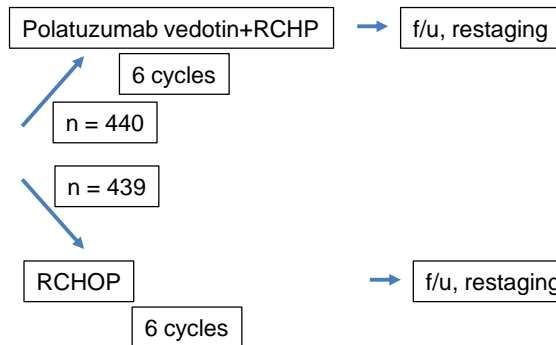 Polatuzumab vedotin+RCHP
f/u, restaging
6 cycles
n = 440
n = 439
RCHOP
f/u, restaging
6 cycles